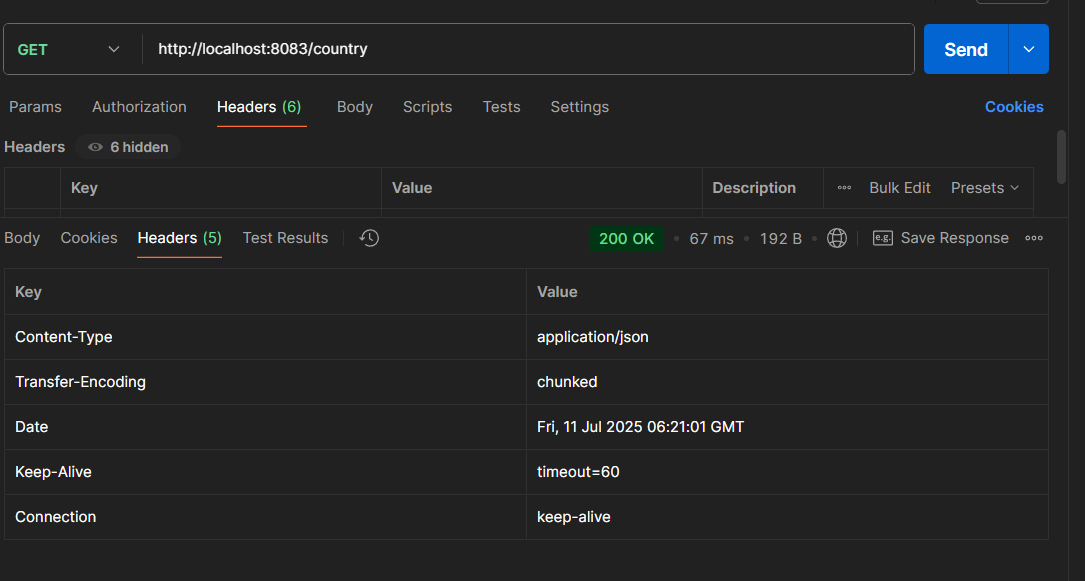 GET http://localhost:8083/country Send
Params Authorization Headers (6) Body Scripts Tests Settings Cookies
Headers 6 hidden
Key Value Description Bulk Edit Presets
Body Cookies Headers (5) Test Results 200 OK 67 ms 192 B e.g. Save Response
Key Value
Content-Type application/json
Transfer-Encoding chunked
Date Fri, 11 Jul 2025 06:21:01 GMT
Keep-Alive timeout=60
Connection keep-alive